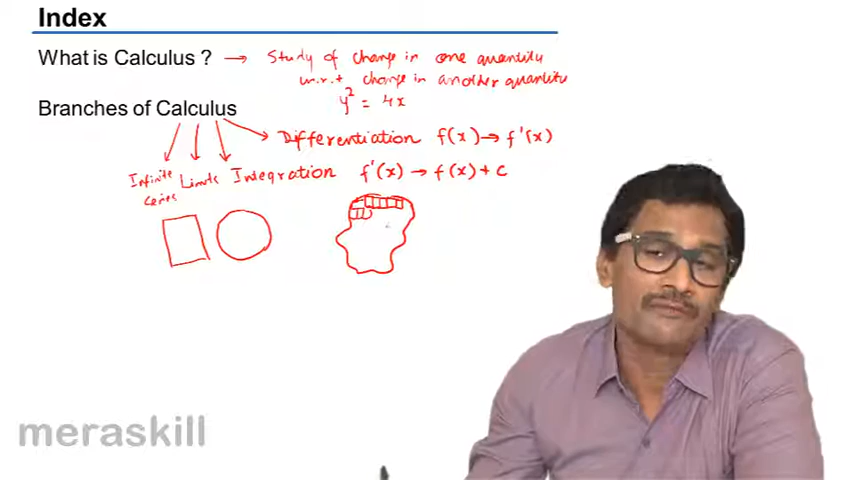 Index
What is Calculus ? → Study of change in one quantity
w.r.t change in another quantity
y² = 4x
Branches of Calculus
Differentiation f(x) → f'(x)
Infinite Limits Integration f'(x) → f(x) + c
series
meraskill